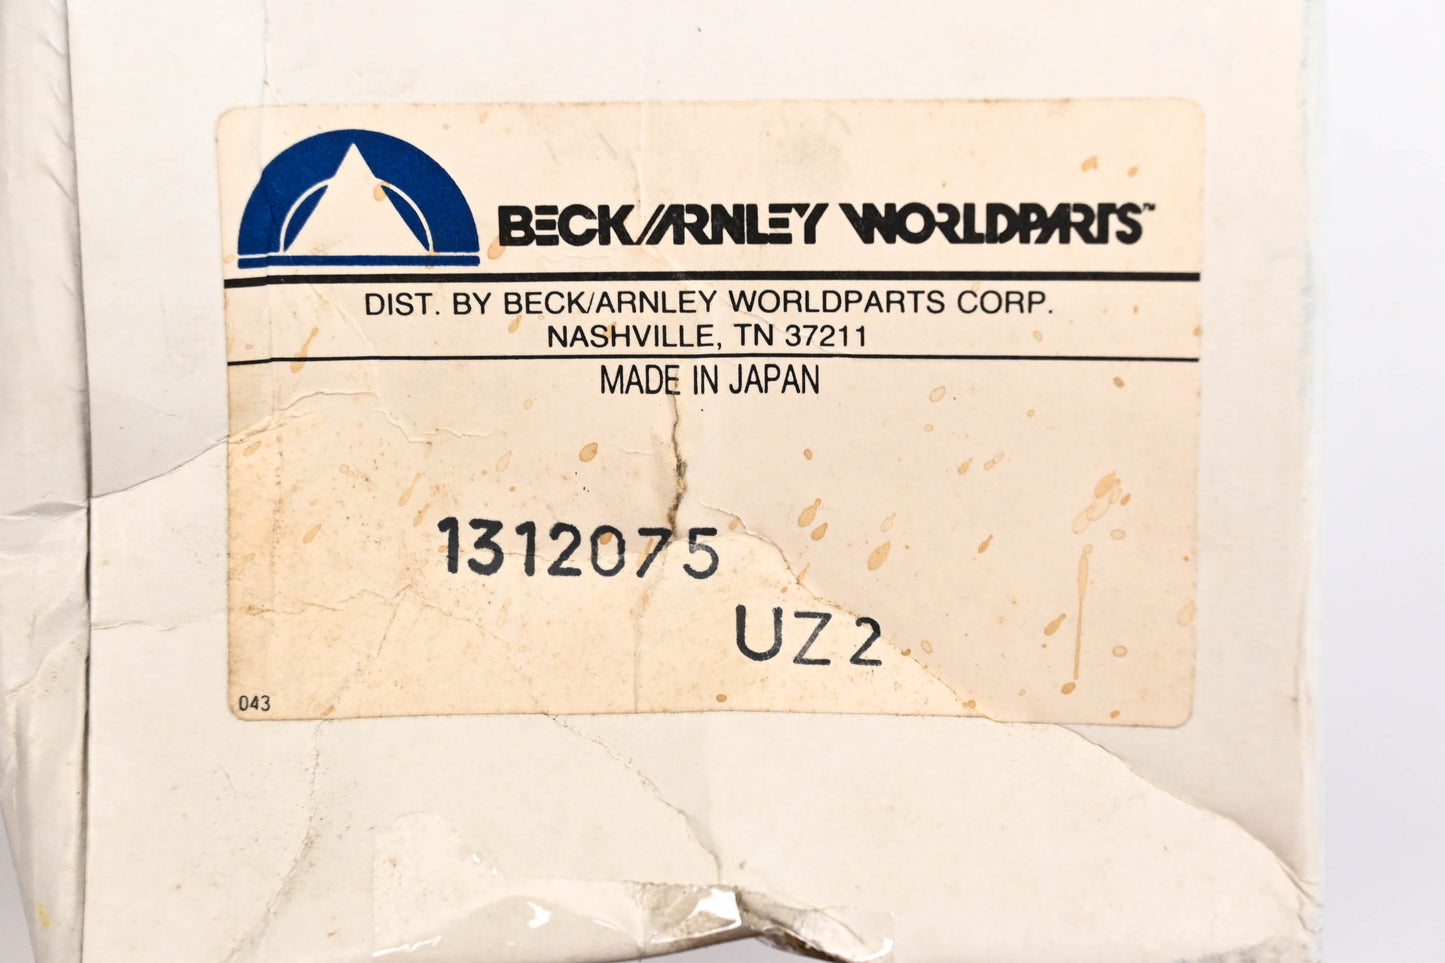 BECK/ARNLEY WORLDPARTS™
DIST. BY BECK/ARNLEY WORLDPARTS CORP.
NASHVILLE, TN 37211
MADE IN JAPAN
1312075
UZ2
043